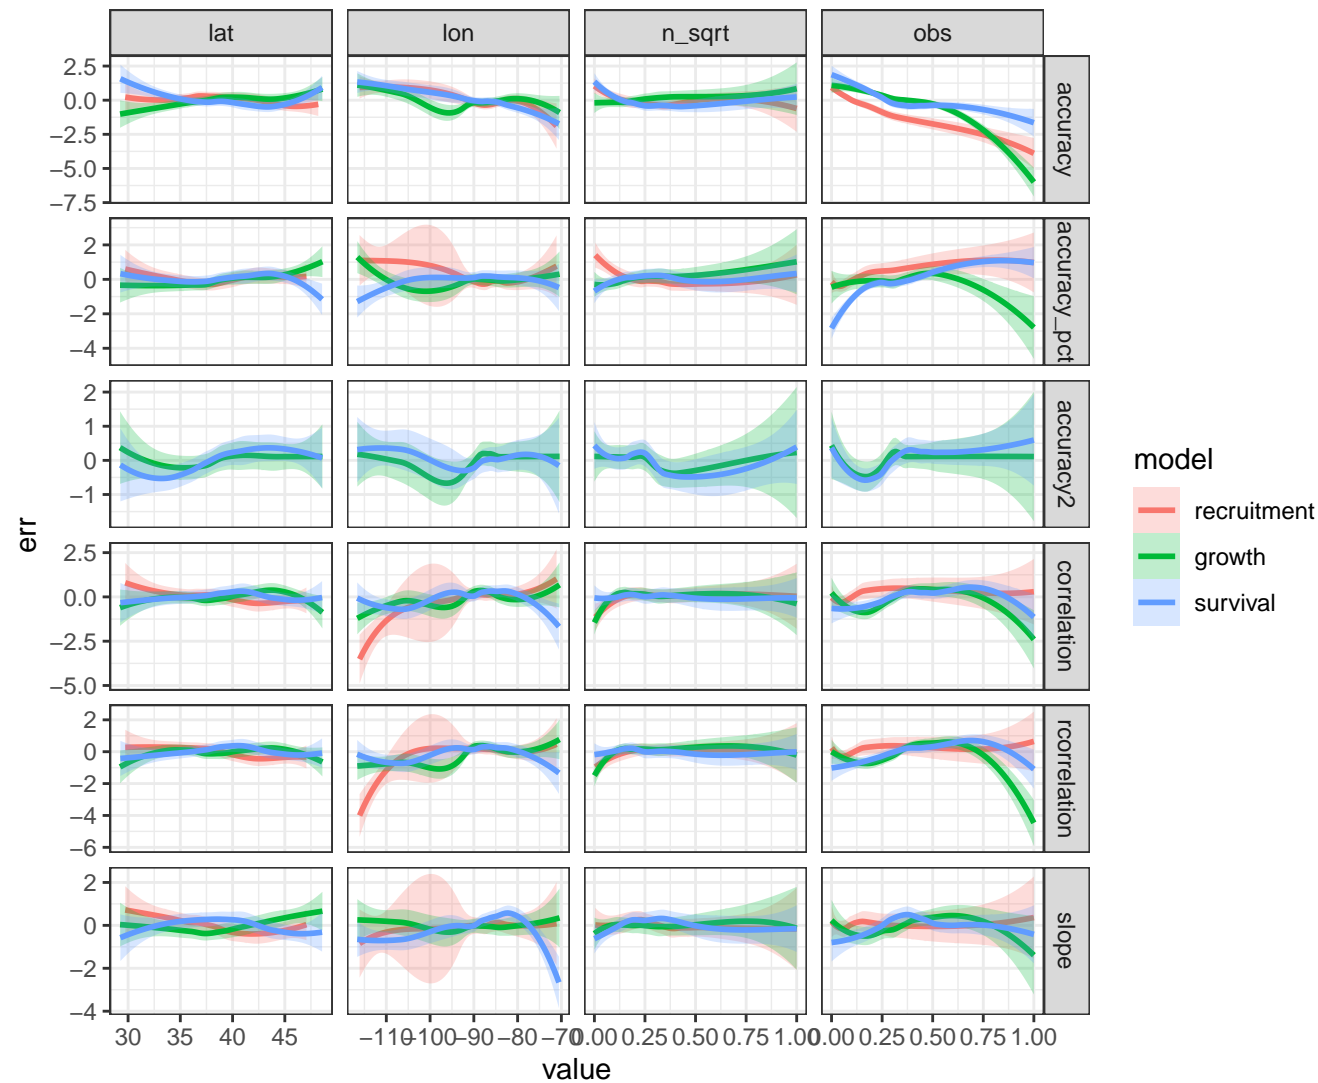 lat lon n_sqrt obs
2.5
0.0
−2.5
−5.0
−7.5
accuracy
2
0
−2
−4
accuracy_pct
2
1
0
−1
accuracy2
2.5
0.0
−2.5
−5.0
correlation
2
0
−2
−4
−6
rcorrelation
2
0
−2
−4
slope
err
30 35 40 45 −110 −100 −90 −80 −70 0.00 0.25 0.50 0.75 1.00 0.00 0.25 0.50 0.75 1.00
value
model
recruitment
growth
survival